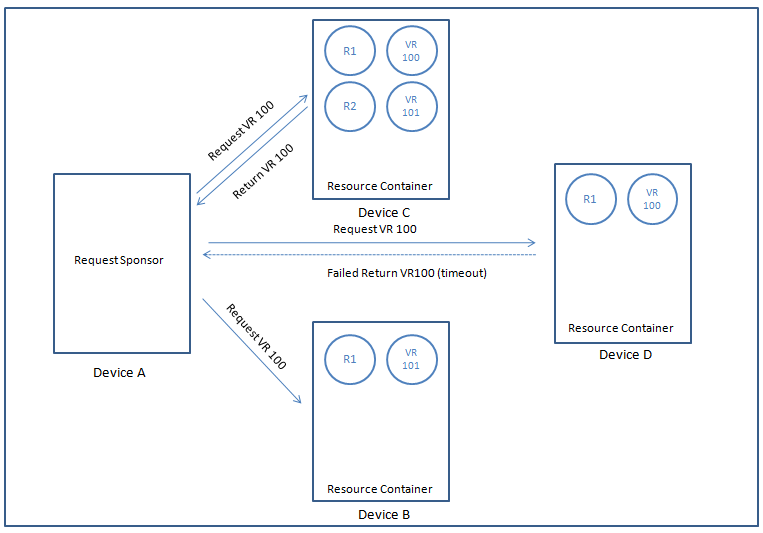 R1
VR
100
R2
VR
101
Resource Container
Device C
Request VR 100
Return VR 100
Request Sponsor
Device A
Request VR 100
Failed Return VR100 (timeout)
R1
VR
100
Resource Container
Device D
Request VR 100
R1
VR
101
Resource Container
Device B